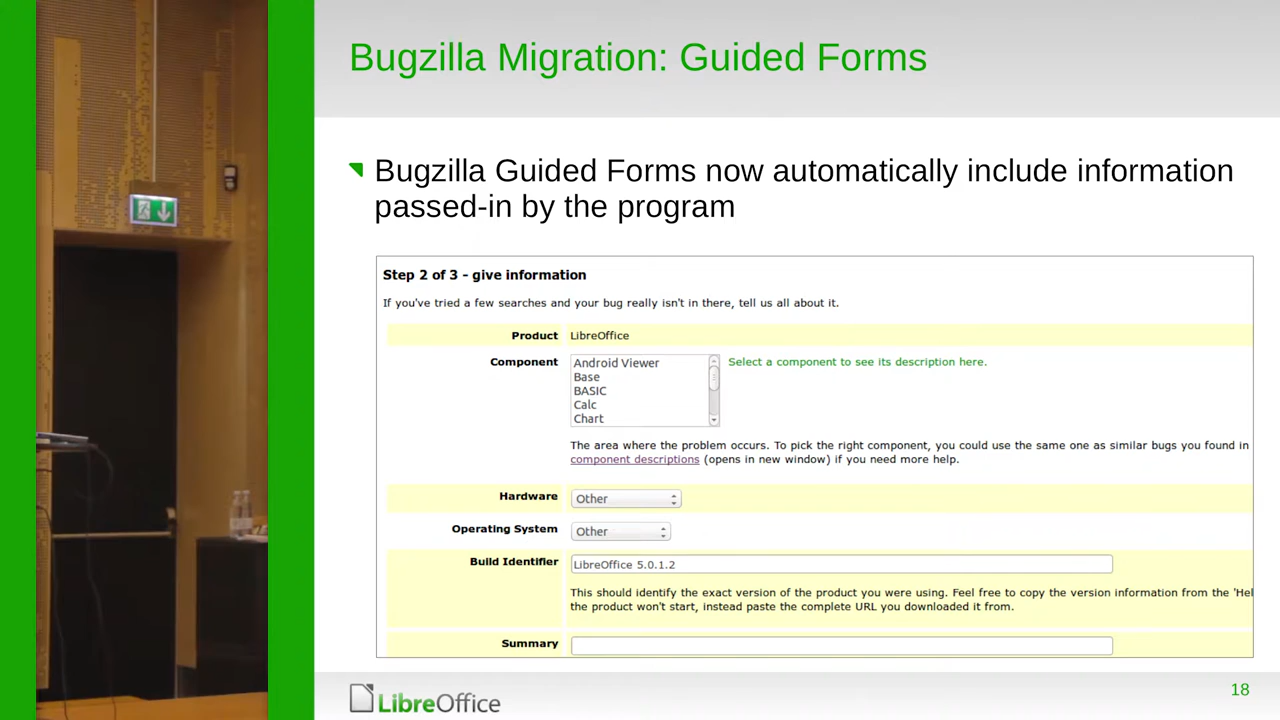 Bugzilla Migration: Guided Forms
Bugzilla Guided Forms now automatically include information
passed-in by the program
Step 2 of 3 - give information
If you've tried a few searches and your bug really isn't in there, tell us all about it.
Product LibreOffice
Component Android Viewer Select a component to see its description here.
Base
BASIC
Calc
Chart
The area where the problem occurs. To pick the right component, you could use the same one as similar bugs you found in
component descriptions (opens in new window) if you need more help.
Hardware Other
Operating System Other
Build Identifier LibreOffice 5.0.1.2
This should identify the exact version of the product you were using. Feel free to copy the version information from the 'Hel
the product won't start, instead paste the complete URL you downloaded it from.
Summary
LibreOffice
18